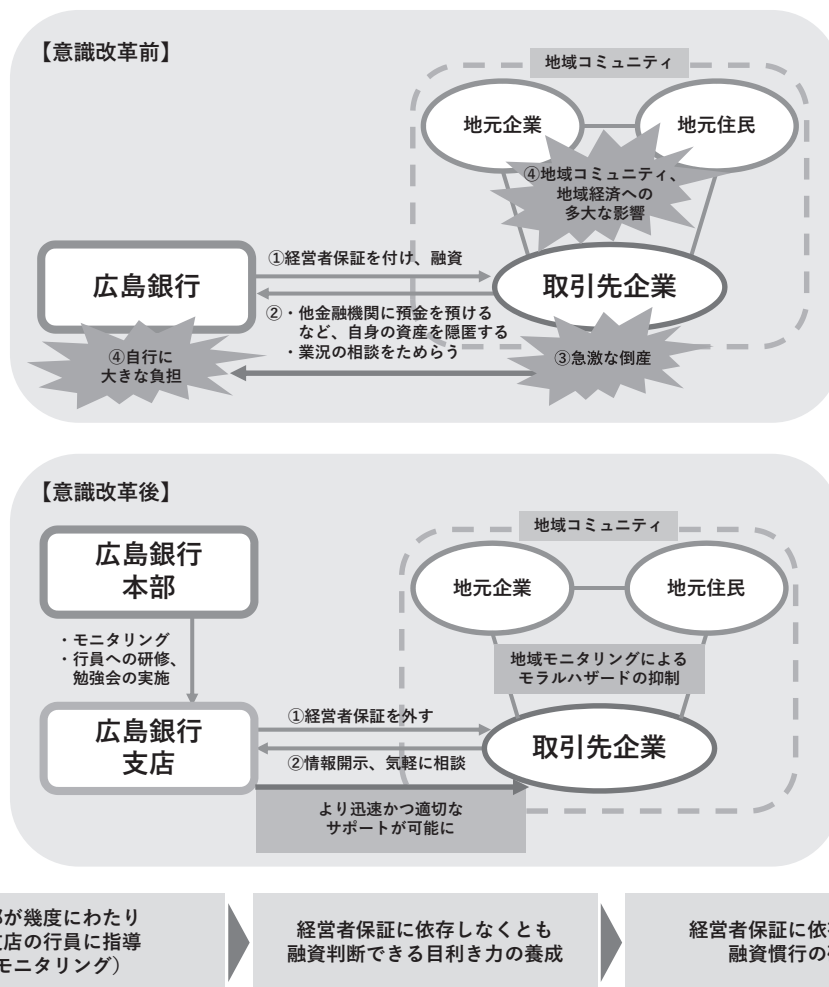 【意識改革前】
地域コミュニティ
地元企業
地元住民
④地域コミュニティ、
地域経済への
多大な影響
広島銀行
①経営者保証を付け、融資
取引先企業
②・他金融機関に預金を預ける
など、自身の資産を隠匿する
・業況の相談をためらう
④自行に
大きな負担
③急激な倒産
【意識改革後】
地域コミュニティ
広島銀行
本部
地元企業
地元住民
・モニタリング
・行員への研修、
勉強会の実施
地域モニタリングによる
モラルハザードの抑制
広島銀行
支店
①経営者保証を外す
②情報開示、気軽に相談
取引先企業
より迅速かつ適切な
サポートが可能に
が幾度にわたり
店の行員に指導
モニタリング）
経営者保証に依存しなくとも
融資判断できる目利き力の養成
経営者保証に依
融資慣行の